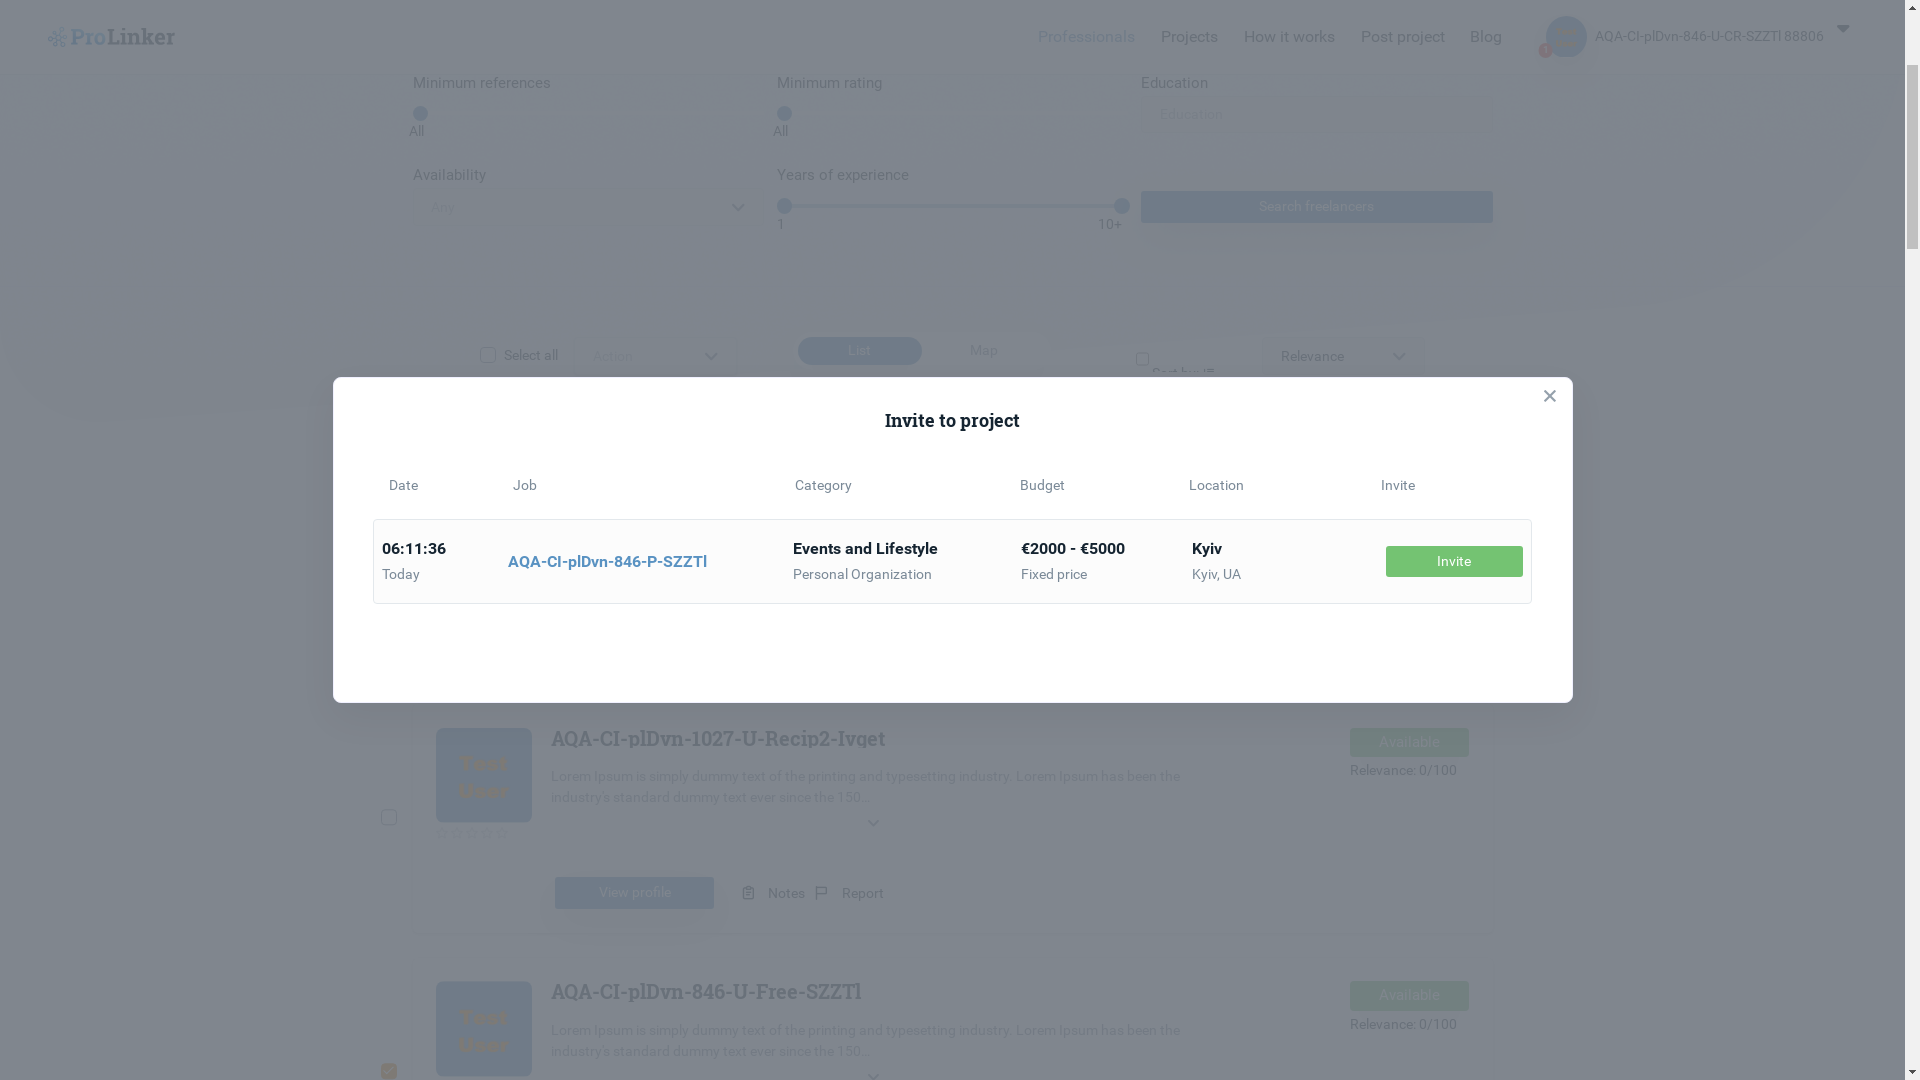 ProLinker
Professionals
Projects
How it works
Post project
Blog
1
AQA-CI-plDvn-846-U-CR-SZZTl 88806
Minimum references
Minimum rating
Education
Education
All
All
Availability
Years of experience
Any
Search freelancers
1
10+
Select all
Action
List
Map
Sort by
Relevance
Invite to project
Date
Job
Category
Budget
Location
Invite
06:11:36
Today
AQA-CI-plDvn-846-P-SZZTl
Events and Lifestyle
Personal Organization
€2000 - €5000
Fixed price
Kyiv
Kyiv, UA
Invite
Test
User
AQA-CI-plDvn-1027-U-Recip2-Ivget
Lorem Ipsum is simply dummy text of the printing and typesetting industry. Lorem Ipsum has been the
industry's standard dummy text ever since the 150...
Available
Relevance: 0/100
View profile
Notes
Report
Test
User
AQA-CI-plDvn-846-U-Free-SZZTl
Lorem Ipsum is simply dummy text of the printing and typesetting industry. Lorem Ipsum has been the
industry's standard dummy text ever since the 150...
Available
Relevance: 0/100